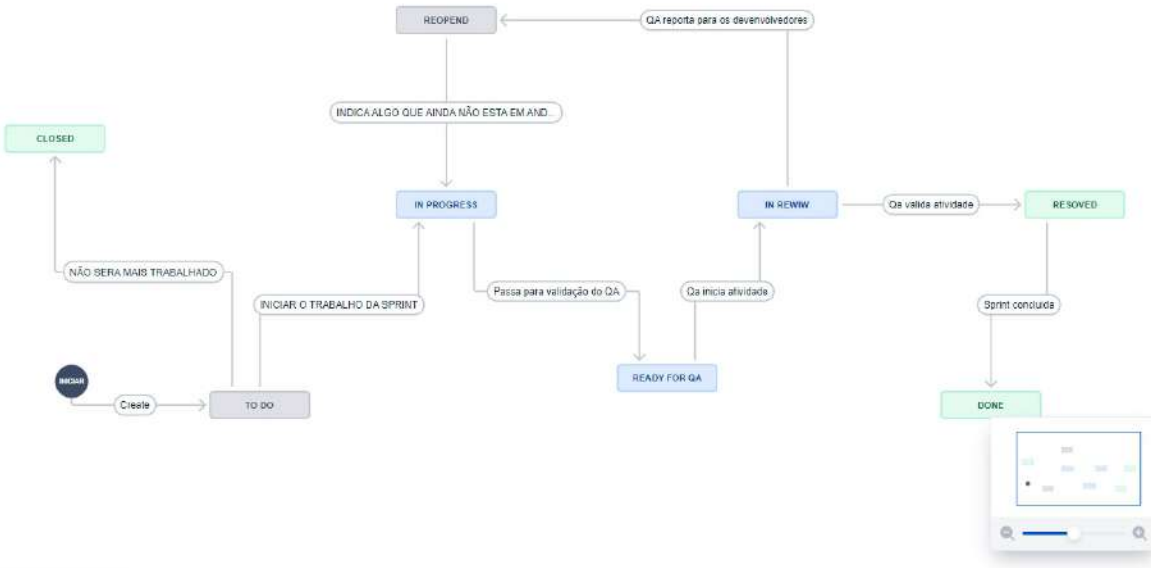 REOPEND
QA reporta para os devenvolvedores
INDICA ALGO QUE AINDA NÃO ESTA EM AND...
CLOSED
IN PROGRESS
IN REWIW
Qa valida atividade
RESOVED
NÃO SERA MAIS TRABALHADO
INICIAR O TRABALHO DA SPRINT
Passa para validação do QA
Qa inicia atividade
Sprint concluida
INICIAR
Create
TO DO
READY FOR QA
DONE